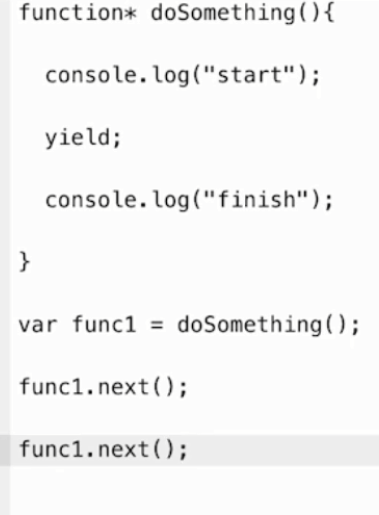 function* doSomething(){
console.log("start");
yield;
console.log("finish");
}
var func1 = doSomething();
func1.next();
func1.next();